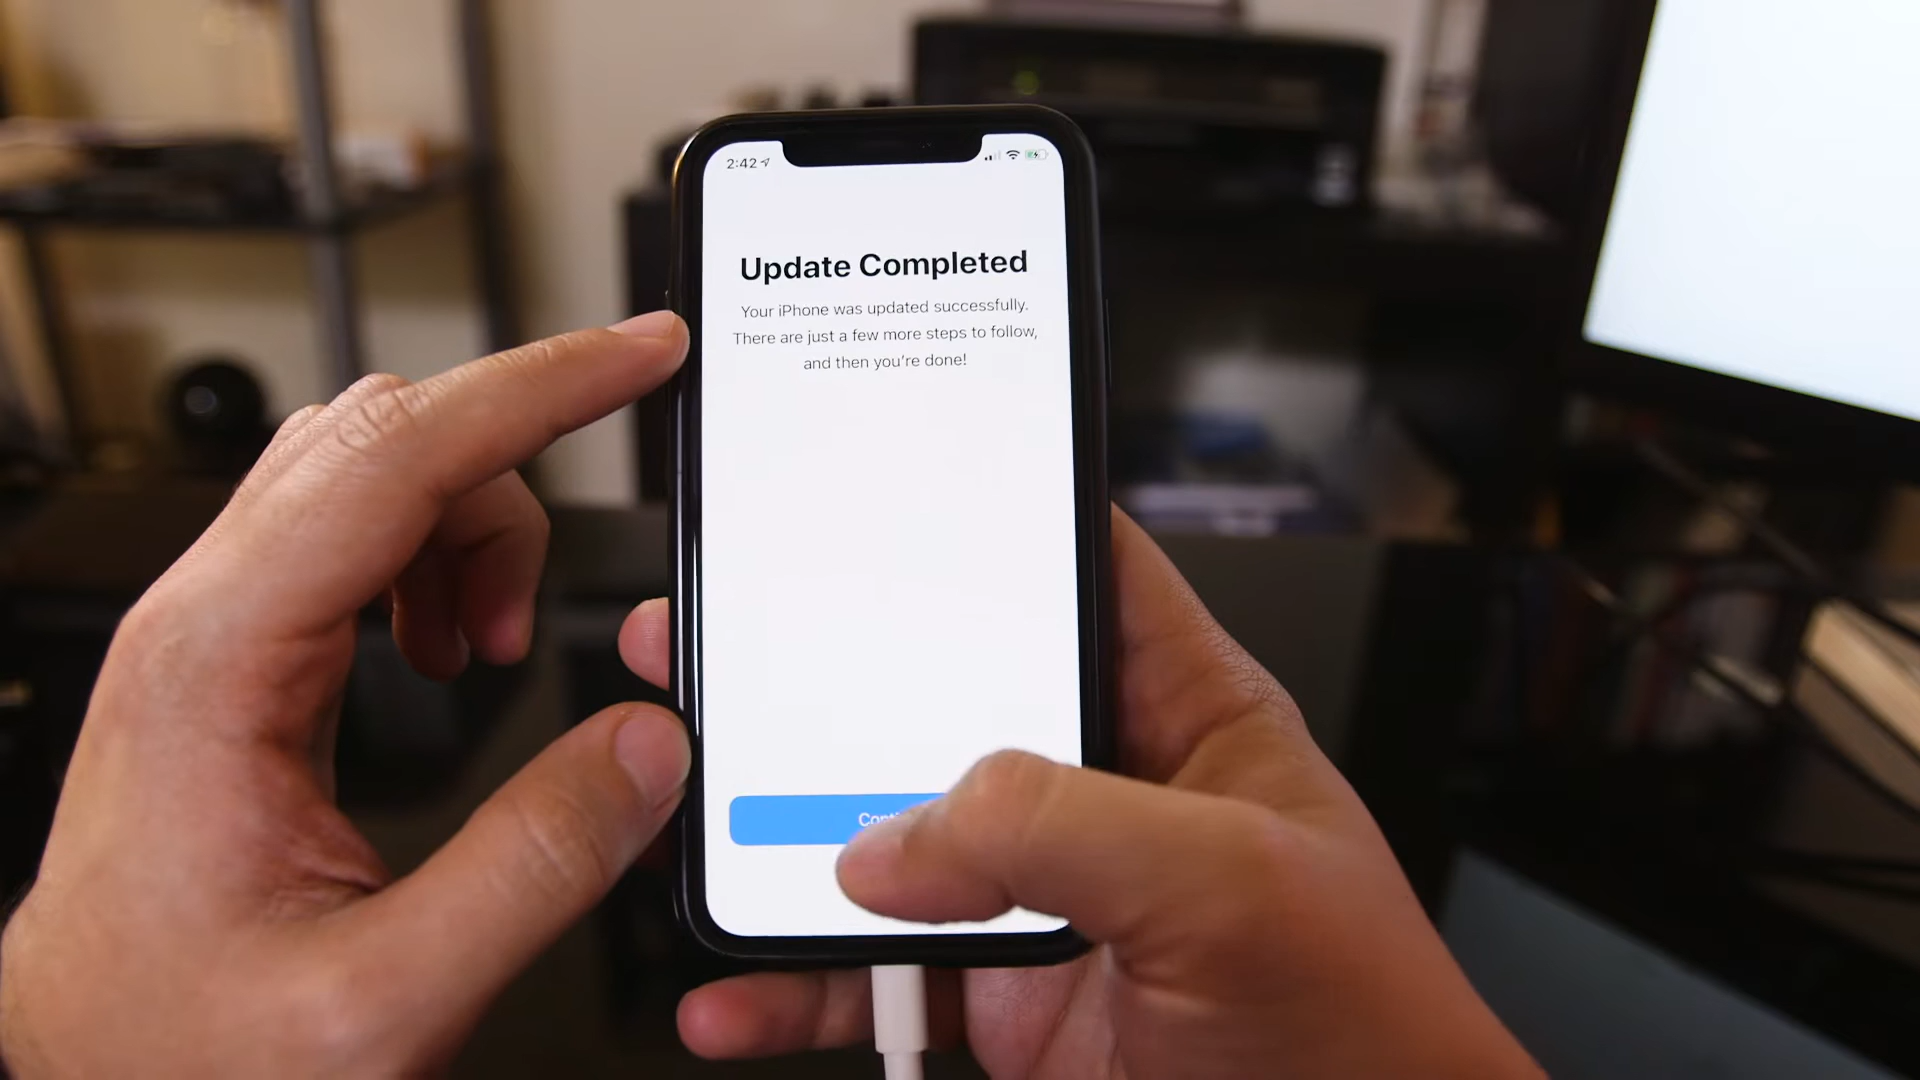 2:42
Update Completed
Your iPhone was updated successfully.
There are just a few more steps to follow,
and then you're done!